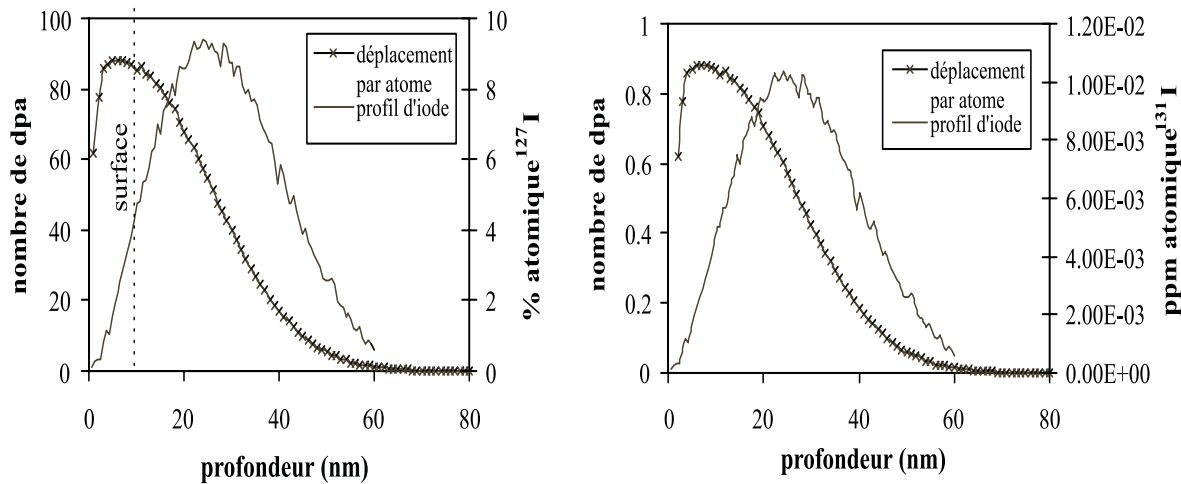 nombre de dpa
100
80
60
40
20
0
surface
déplacement
par atome
profil d'iode
10
8
6
4
2
0
% atomique 127 I
0 20 40 60 80
profondeur (nm)
nombre de dpa
1
0.8
0.6
0.4
0.2
0
déplacement
par atome
profil d'iode
1.20E-02
1.00E-02
8.00E-03
6.00E-03
4.00E-03
2.00E-03
0.00E+00
ppm atomique 131 I
0 20 40 60 80
profondeur (nm)